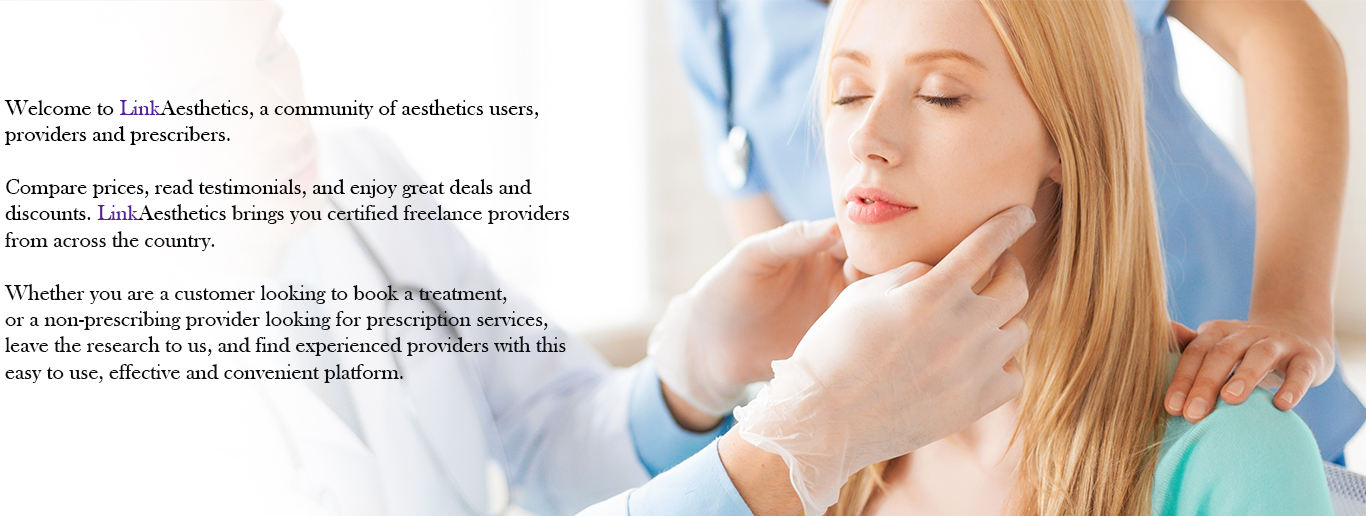 Welcome to LinkAesthetics, a community of aesthetics users,
providers and prescribers.
Compare prices, read testimonials, and enjoy great deals and
discounts. LinkAesthetics brings you certified freelance providers
from across the country.
Whether you are a customer looking to book a treatment,
or a non-prescribing provider looking for prescription services,
leave the research to us, and find experienced providers with this
easy to use, effective and convenient platform.